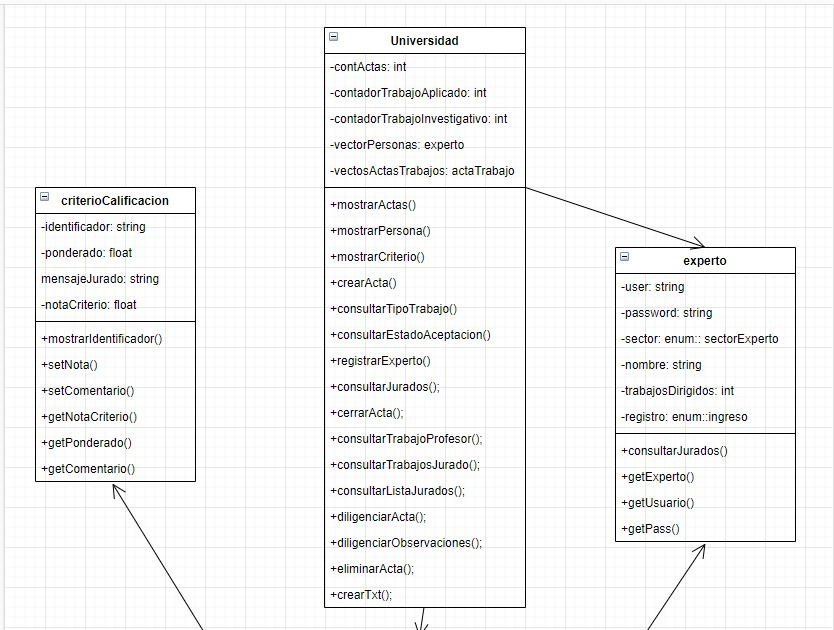 Universidad
-contActas: int
-contadorTrabajoAplicado: int
-contadorTrabajoInvestigativo: int
-vectorPersonas: experto
-vectosActasTrabajos: actaTrabajo
+mostrarActas()
+mostrarPersona()
+mostrarCriterio()
+crearActa()
+consultarTipoTrabajo()
+consultarEstadoAceptacion()
+registrarExperto()
+consultarJurados();
+cerrarActa();
+consultarTrabajoProfesor();
+consultarTrabajosJurado();
+consultarListaJurados();
+diligenciarActa();
+diligenciarObservaciones();
+eliminarActa();
+crearTxt();
criterioCalificacion
-identificador: string
-ponderado: float
mensajeJurado: string
-notaCriterio: float
+mostrarIdentificador()
+setNota()
+setComentario()
+getNotaCriterio()
+getPonderado()
+getComentario()
experto
-user: string
-password: string
-sector: enum:: sectorExperto
-nombre: string
-trabajosDirigidos: int
-registro: enum::ingreso
+consultarJurados()
+getExperto()
+getUsuario()
+getPass()